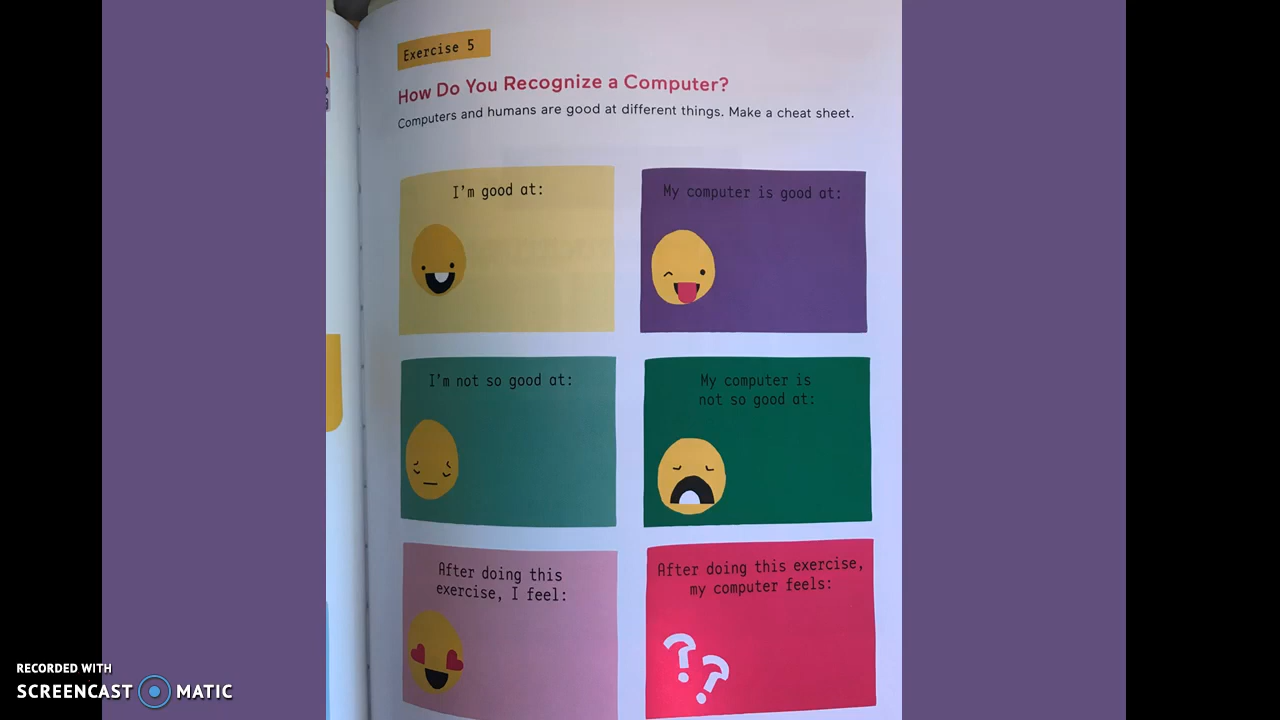 Exercise 5
How Do You Recognize a Computer?
Computers and humans are good at different things. Make a cheat sheet.
I'm good at:
My computer is good at:
I'm not so good at:
My computer is
not so good at:
After doing this
exercise, I feel:
After doing this exercise,
my computer feels:
??
RECORDED WITH
SCREENCAST MATIC